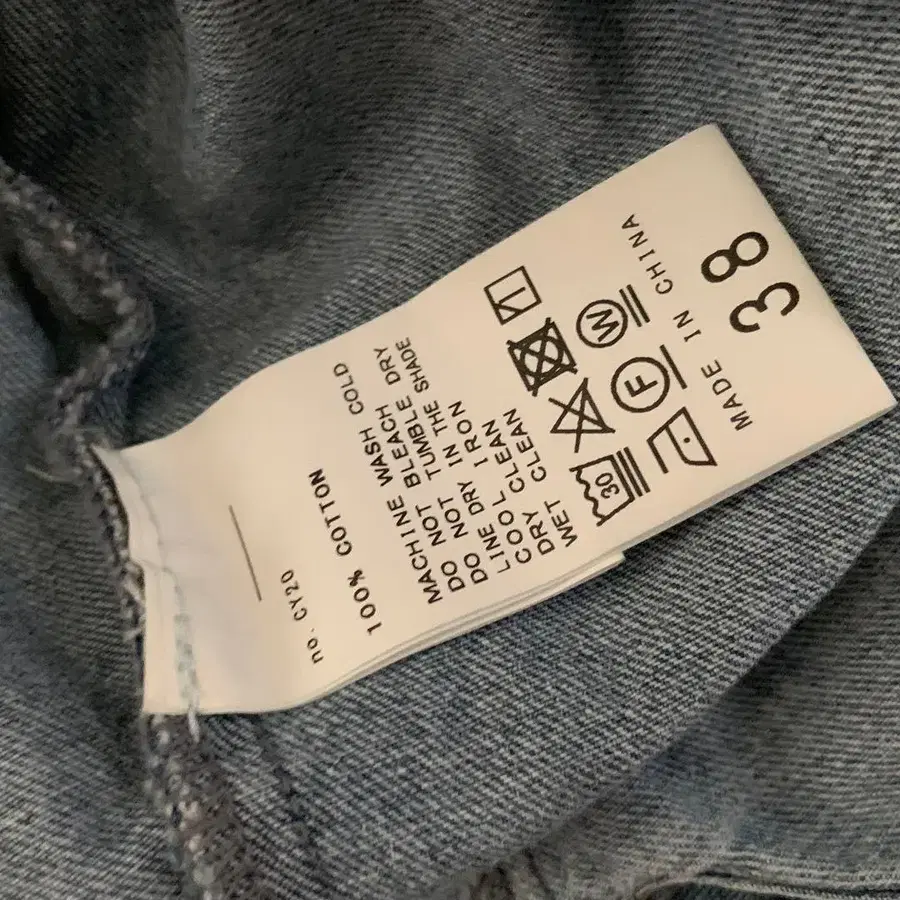 no. CY20
100% COTTON
MACHINE WASH COLD
DO NOT BLEACH
DO NOT TUMBLE DRY
LINE DRY IN THE SHADE
COOL IRON
DRY CLEAN
WET CLEAN
30
F
W
MADE IN CHINA
38